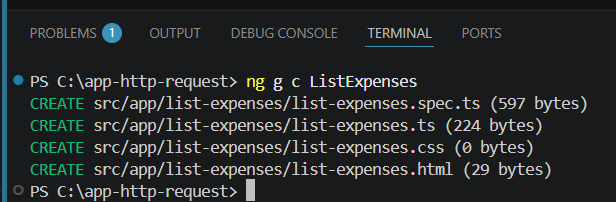 PROBLEMS 1 OUTPUT DEBUG CONSOLE TERMINAL PORTS
PS C:\app-http-request> ng g c ListExpenses
CREATE src/app/list-expenses/list-expenses.spec.ts (597 bytes)
CREATE src/app/list-expenses/list-expenses.ts (224 bytes)
CREATE src/app/list-expenses/list-expenses.css (0 bytes)
CREATE src/app/list-expenses/list-expenses.html (29 bytes)
PS C:\app-http-request>